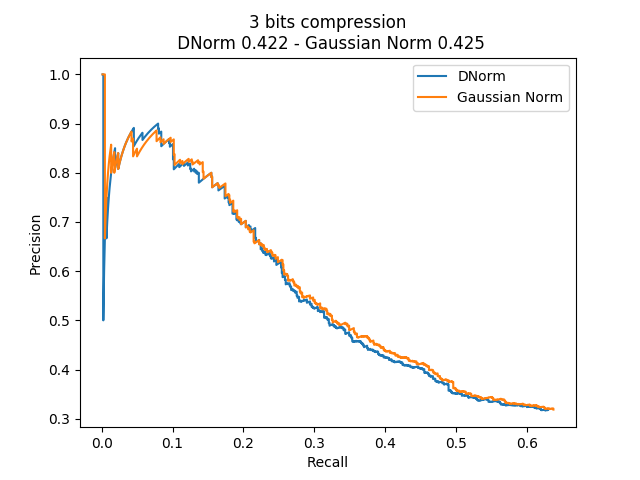 3 bits compression
DNorm 0.422 - Gaussian Norm 0.425
DNorm
Gaussian Norm
1.0
0.9
0.8
0.7
0.6
0.5
0.4
0.3
Precision
0.0 0.1 0.2 0.3 0.4 0.5 0.6
Recall